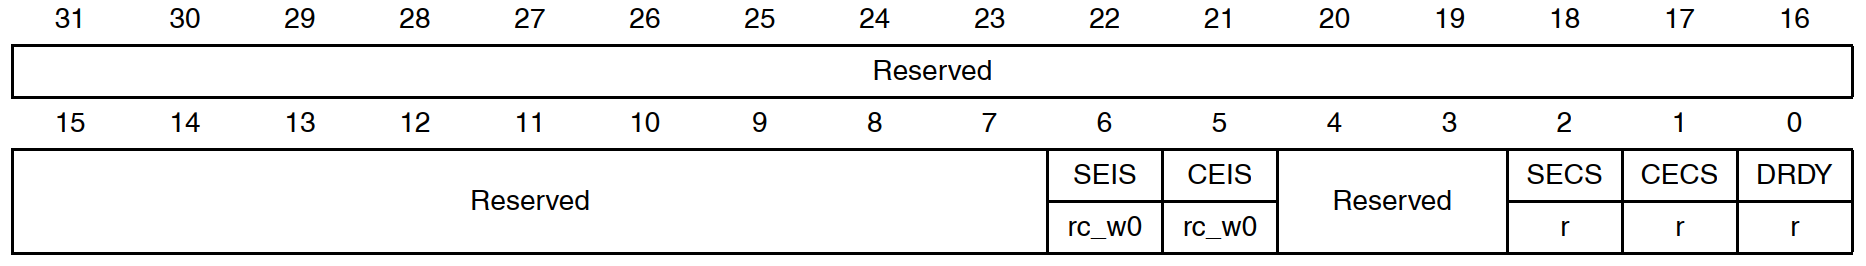 31 30 29 28 27 26 25 24 23 22 21 20 19 18 17 16
Reserved
15 14 13 12 11 10 9 8 7 6 5 4 3 2 1 0
Reserved SEIS CEIS Reserved SECS CECS DRDY
rc_w0 rc_w0 r r r